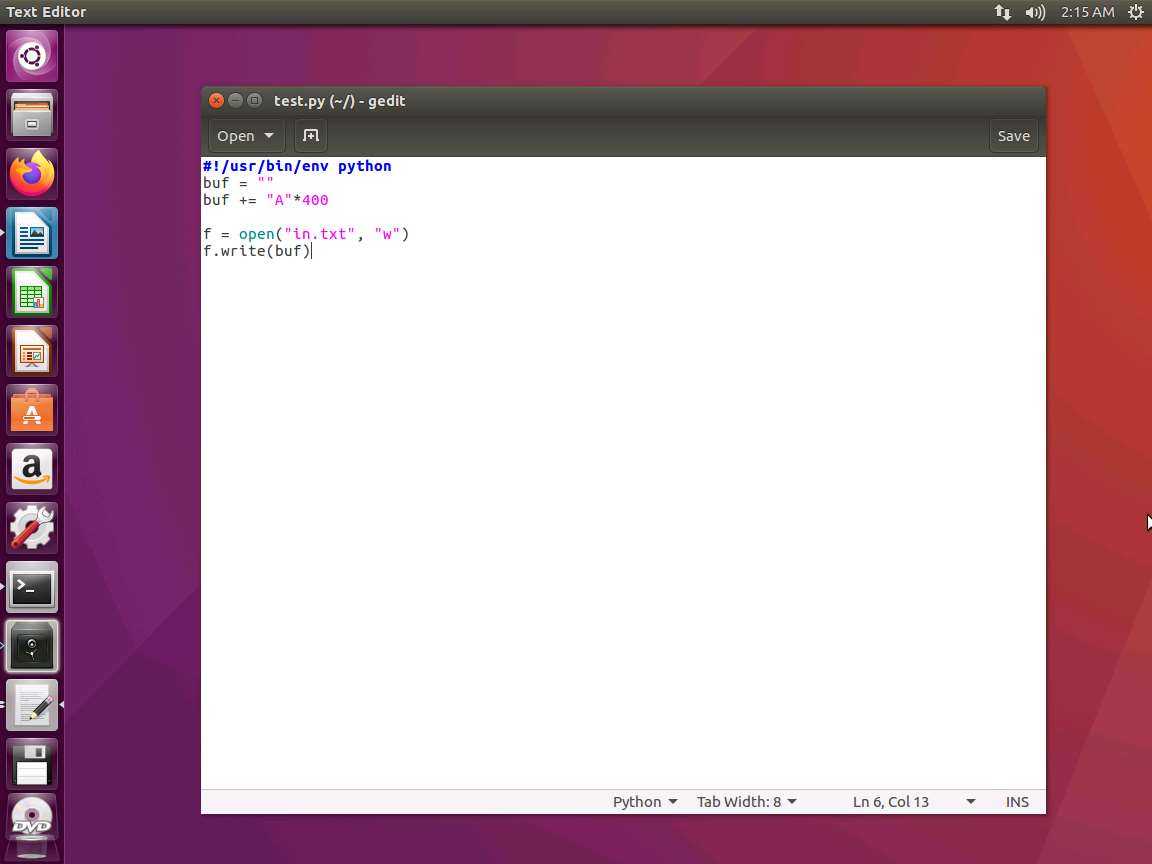 Text Editor
2:15 AM
test.py (~/) - gedit
Open
Save
#!/usr/bin/env python
buf = ""
buf += "A"*400
f = open("in.txt", "w")
f.write(buf)
Python
Tab Width: 8
Ln 6, Col 13
INS
A
a
>_
DVD